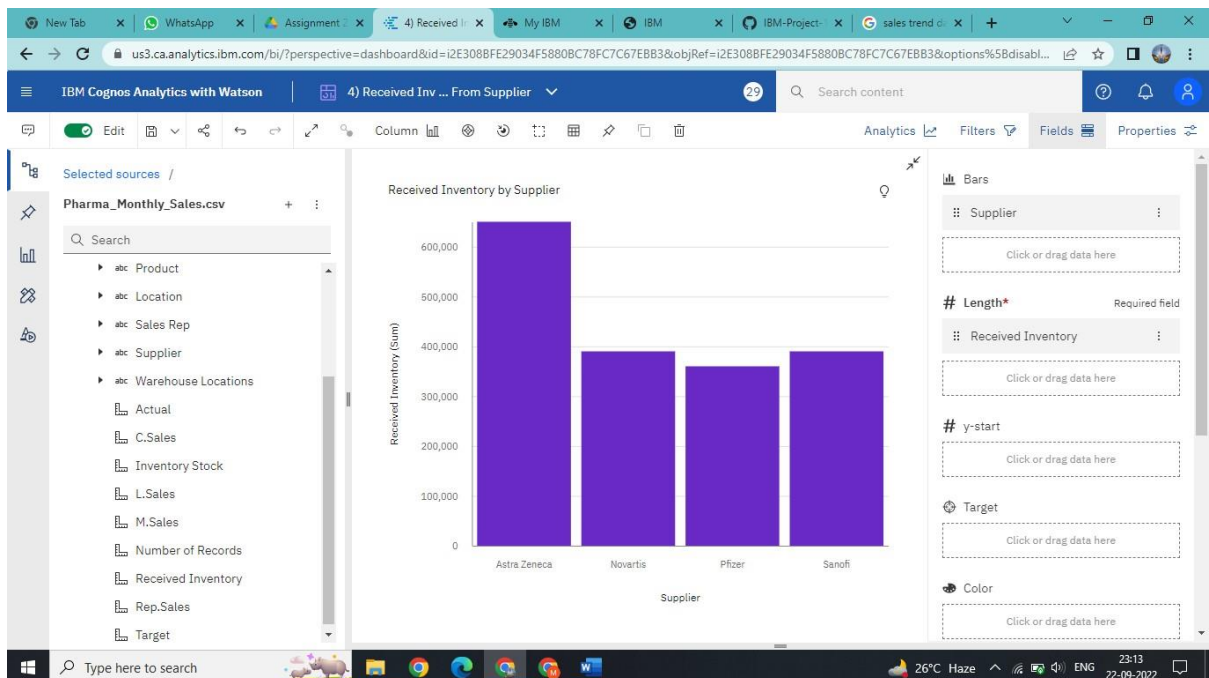 New Tab
WhatsApp
Assignment 2
4) Received In
My IBM
IBM
IBM-Project-
sales trend d
us3.ca.analytics.ibm.com/bi/?perspective=dashboard&id=i2E308BFE29034F5880BC78FC7C67EBB3&objRef=i2E308BFE29034F5880BC78FC7C67EBB3&options%5Bdisabl...
IBM Cognos Analytics with Watson
4) Received Inv ... From Supplier
29
Search content
Edit
Column
Analytics
Filters
Fields
Properties
Selected sources /
Pharma_Monthly_Sales.csv
Search
abc Product
abc Location
abc Sales Rep
abc Supplier
abc Warehouse Locations
Actual
C.Sales
Inventory Stock
L.Sales
M.Sales
Number of Records
Received Inventory
Rep.Sales
Target
Received Inventory by Supplier
Received Inventory (Sum)
600,000
500,000
400,000
300,000
200,000
100,000
0
Astra Zeneca
Novartis
Pfizer
Sanofi
Supplier
Bars
Supplier
Click or drag data here
# Length*
Required field
Received Inventory
Click or drag data here
# y-start
Click or drag data here
Target
Click or drag data here
Color
Click or drag data here
Type here to search
26°C Haze
ENG
23:13
22-09-2022